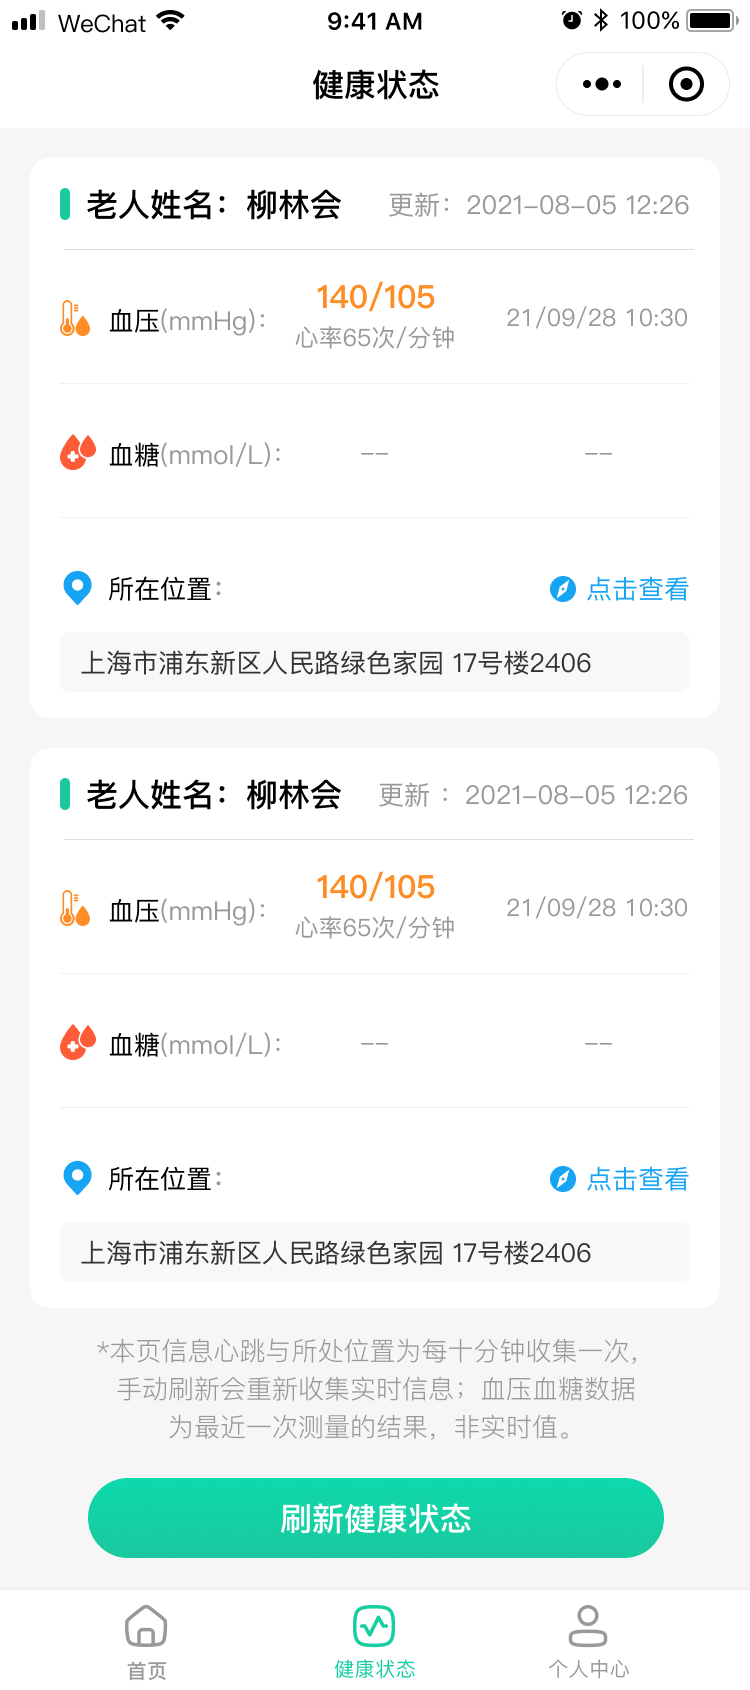 WeChat 9:41 AM 100%
健康状态
老人姓名：柳林会 更新：2021-08-05 12:26
140/105
血压(mmHg)： 21/09/28 10:30
心率65次/分钟
血糖(mmol/L)： -- --
所在位置： 点击查看
上海市浦东新区人民路绿色家园 17号楼2406
老人姓名：柳林会 更新 ：2021-08-05 12:26
140/105
血压(mmHg)： 21/09/28 10:30
心率65次/分钟
血糖(mmol/L)： -- --
所在位置： 点击查看
上海市浦东新区人民路绿色家园 17号楼2406
*本页信息心跳与所处位置为每十分钟收集一次，
手动刷新会重新收集实时信息；血压血糖数据
为最近一次测量的结果，非实时值。
刷新健康状态
首页 健康状态 个人中心